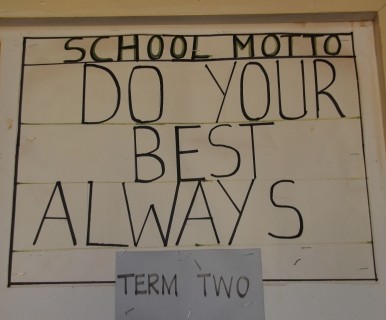 SCHOOL MOTTO
DO YOUR
BEST
ALWAYS
TERM TWO